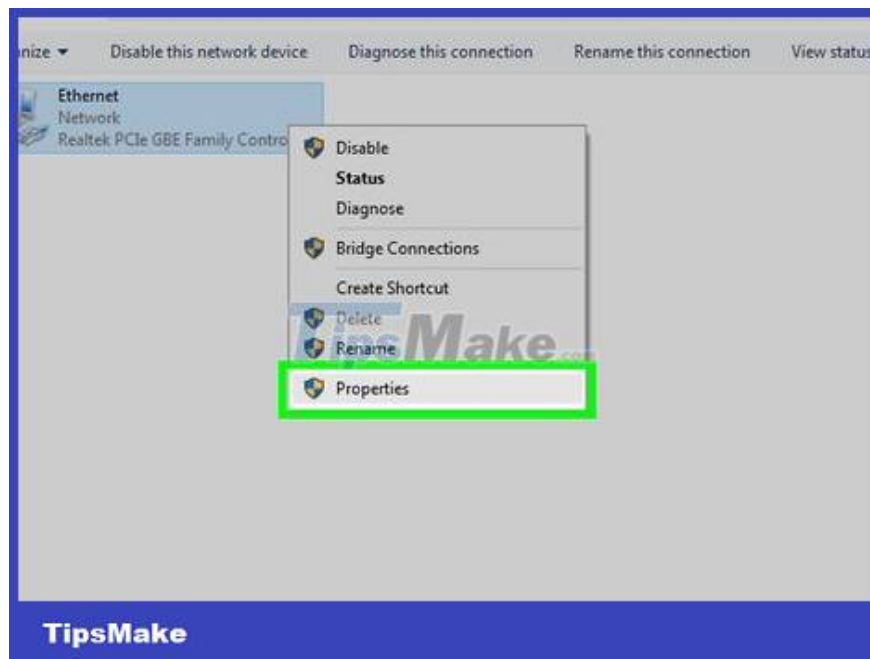 nize Disable this network device Diagnose this connection Rename this connection View status
Ethernet
Network
Realtek PCIe GBE Family Contro
Disable
Status
Diagnose
Bridge Connections
Create Shortcut
Delete
TipsMake.com
Rename
Properties
TipsMake